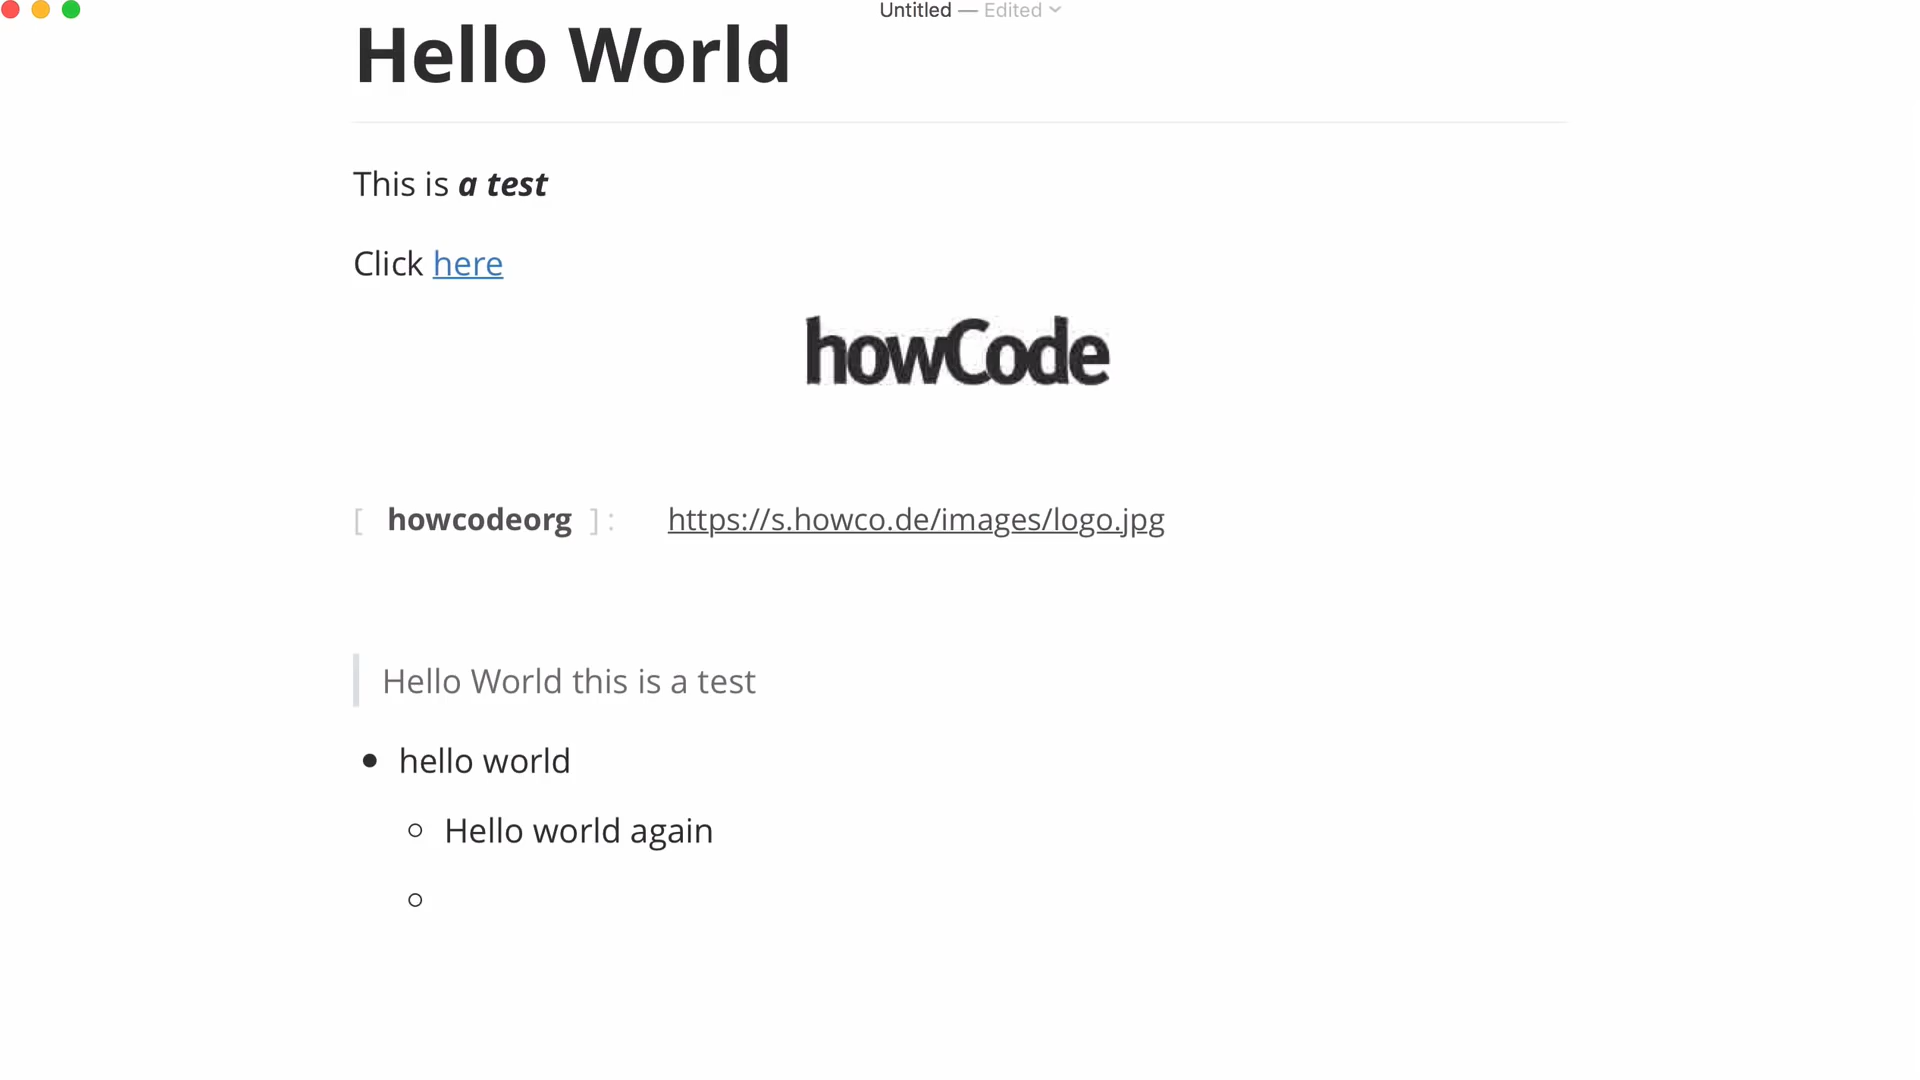 Untitled — Edited
Hello World
This is a test
Click here
howCode
[ howcodeorg ]: https://s.howco.de/images/logo.jpg
Hello World this is a test
hello world
Hello world again